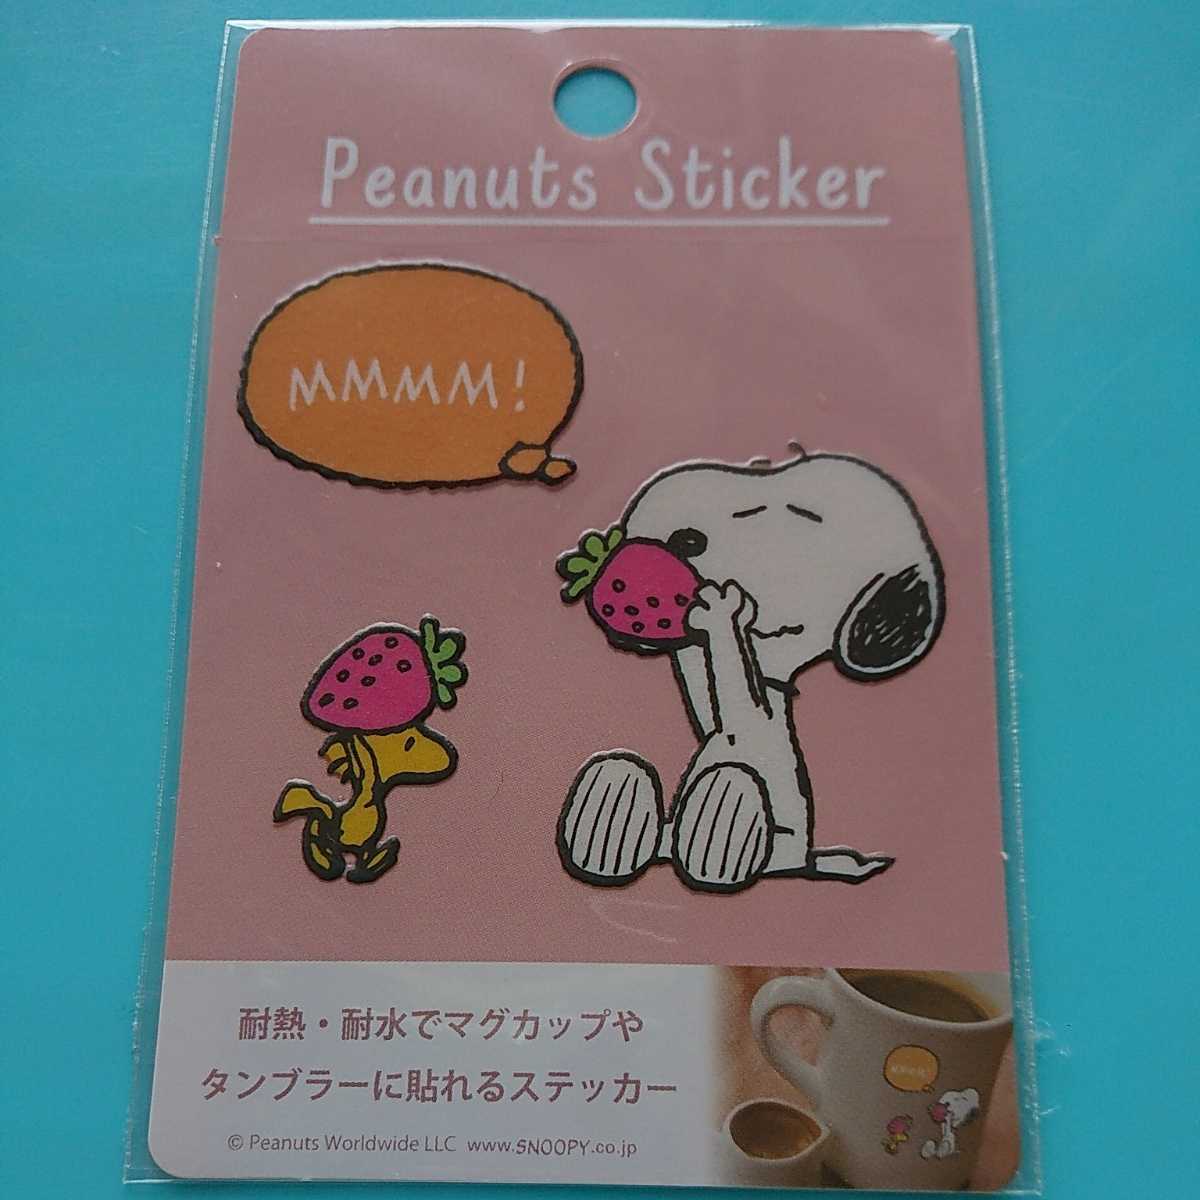 Peanuts Sticker
MMMM!
耐熱・耐水でマグカップや
タンブラーに貼れるステッカー
© Peanuts Worldwide LLC www.SNOOPY.co.jp
MMMM!